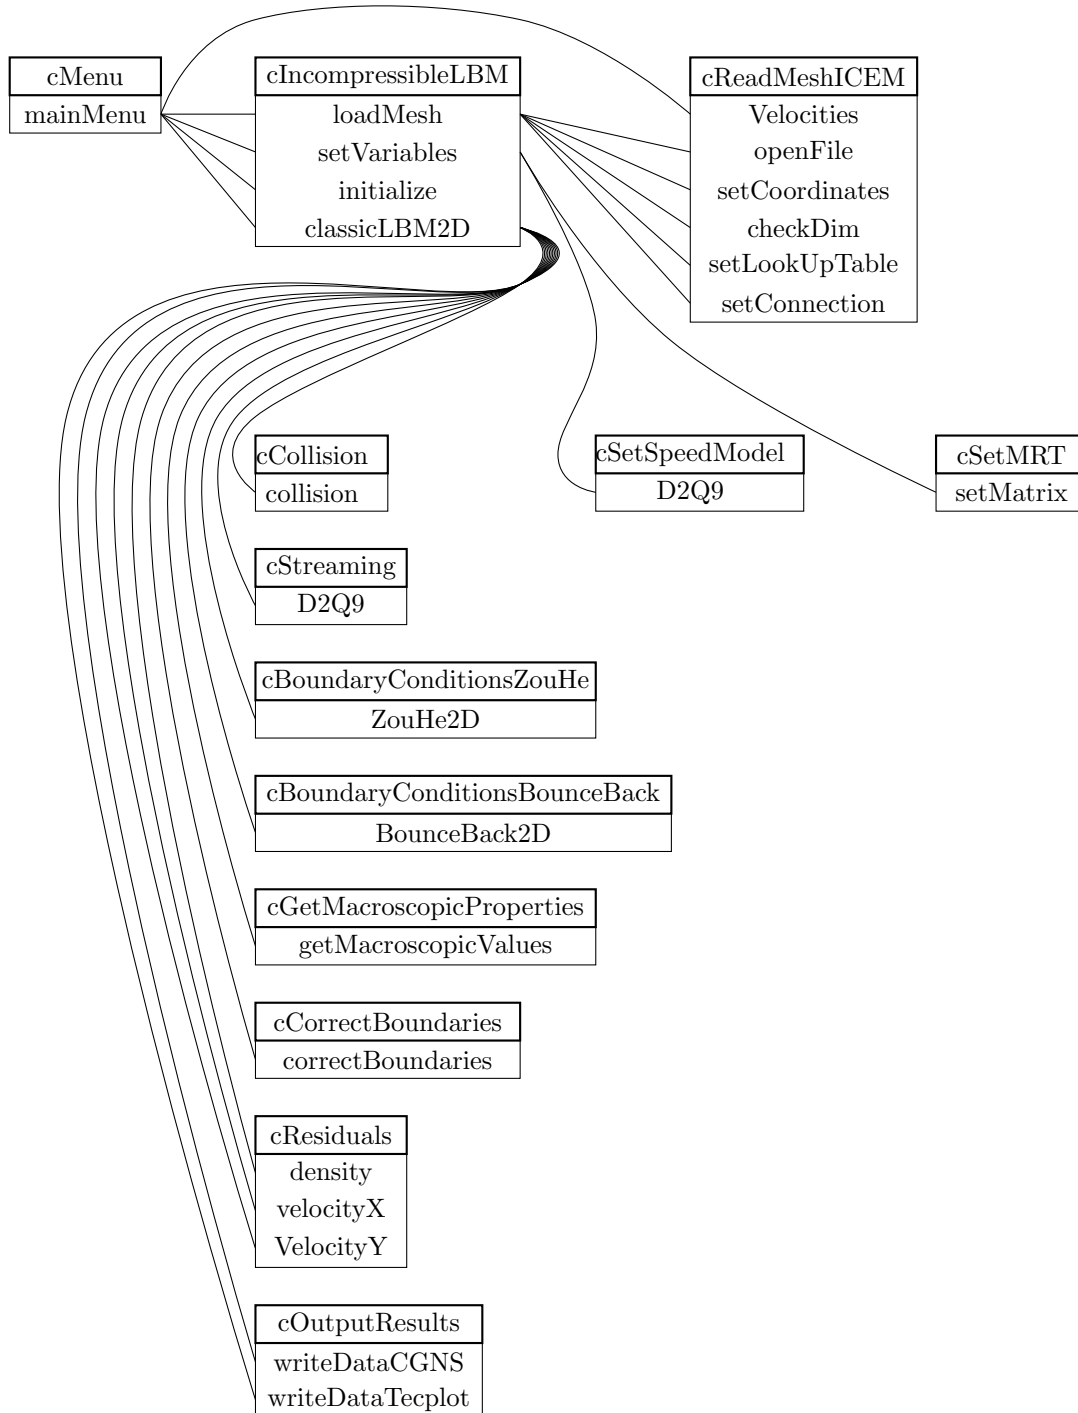 cMenu
mainMenu
cIncompressibleLBM
loadMesh
setVariables
initialize
classicLBM2D
cReadMeshICEM
Velocities
openFile
setCoordinates
checkDim
setLookUpTable
setConnection
cCollision
collision
cSetSpeedModel
D2Q9
cSetMRT
setMatrix
cStreaming
D2Q9
cBoundaryConditionsZouHe
ZouHe2D
cBoundaryConditionsBounceBack
BounceBack2D
cGetMacroscopicProperties
getMacroscopicValues
cCorrectBoundaries
correctBoundaries
cResiduals
density
velocityX
VelocityY
cOutputResults
writeDataCGNS
writeDataTecplot